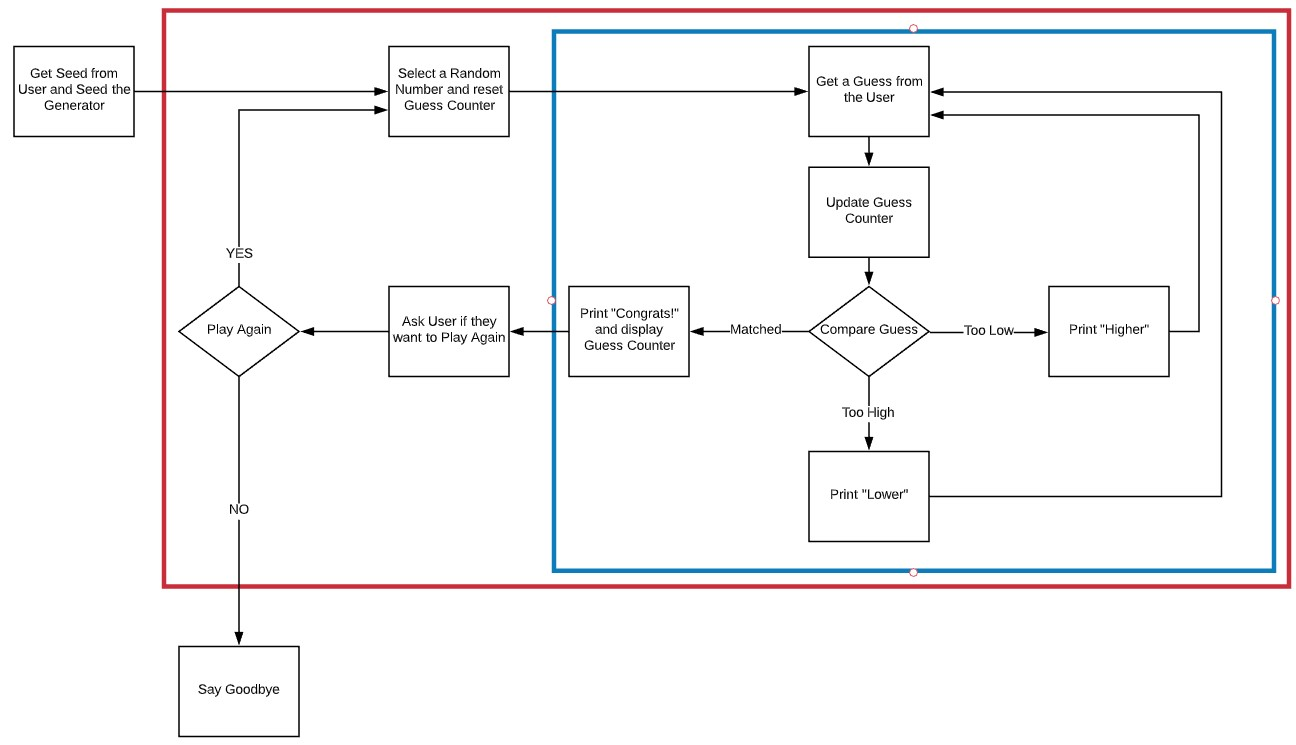 Get Seed from
User and Seed the
Generator
Select a Random
Number and reset
Guess Counter
Get a Guess from
the User
Update Guess
Counter
YES
Play Again
Ask User if they
want to Play Again
Print "Congrats!"
and display
Guess Counter
Matched
Compare Guess
Too Low
Print "Higher"
Too High
Print "Lower"
NO
Say Goodbye